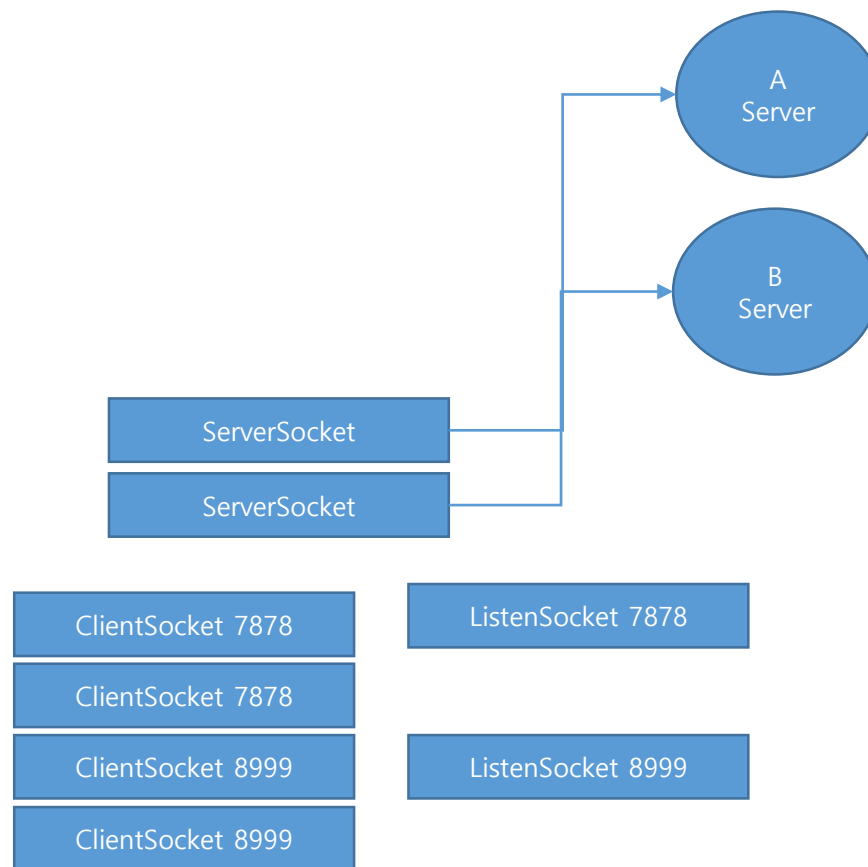 A
Server
B
Server
ServerSocket
ServerSocket
ClientSocket 7878
ListenSocket 7878
ClientSocket 7878
ClientSocket 8999
ListenSocket 8999
ClientSocket 8999